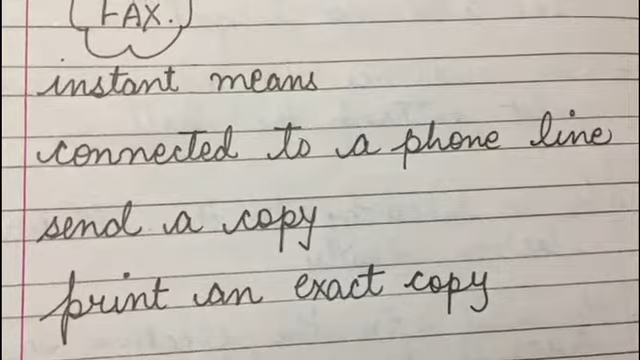 FAX.
instant means
connected to a phone line
send a copy
print an exact copy